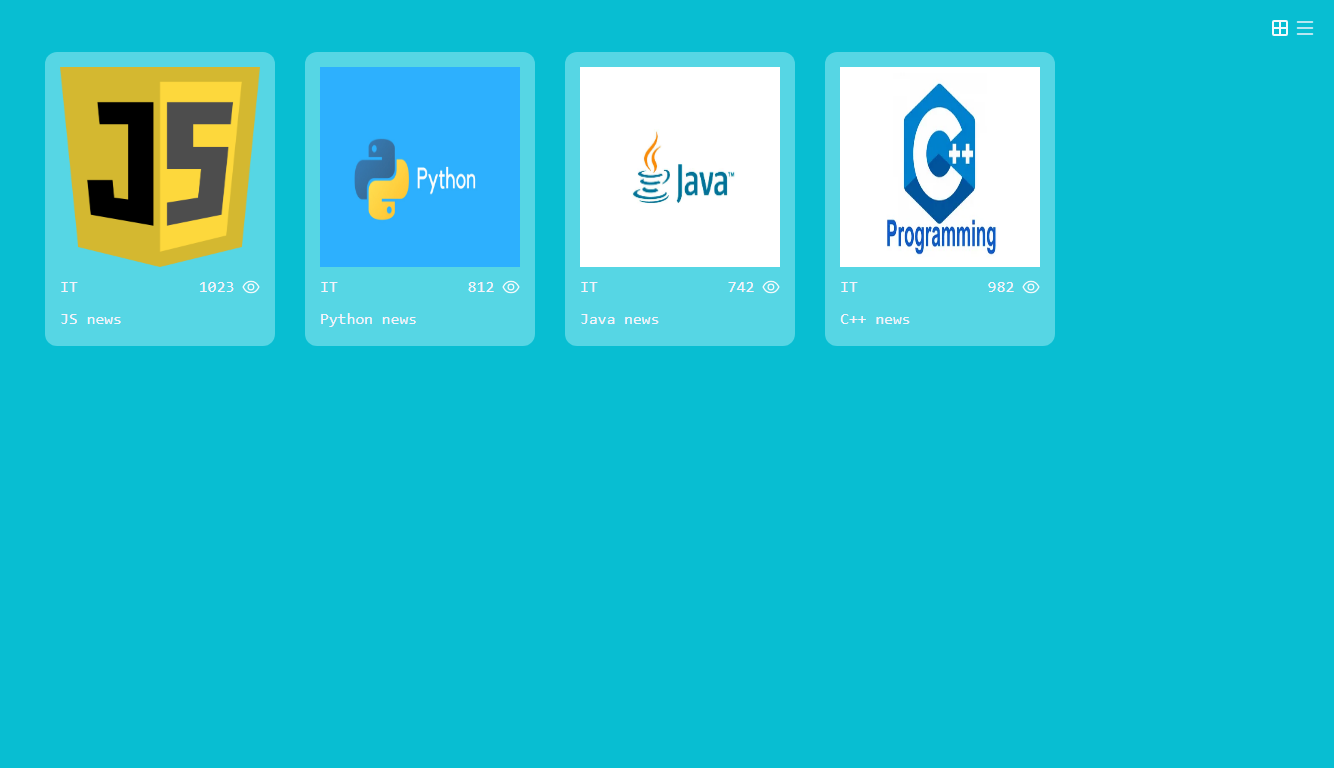 JS
IT 1023
JS news
Python
IT 812
Python news
Java™
IT 742
Java news
C++
Programming
IT 982
C++ news